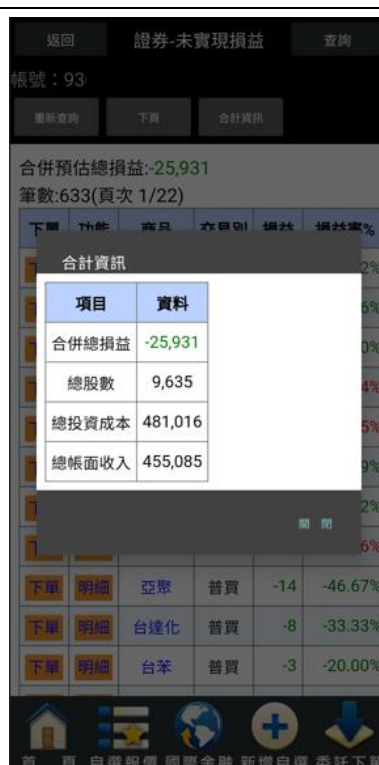 返回 證券-未實現損益 查詢
帳號：93
重新查詢 下頁 合計資訊
合併預估總損益:-25,931
筆數:633(頁次 1/22)
下單 功能 商品 交易別 損益 損益率%
合計資訊
項目 資料
合併總損益 -25,931
總股數 9,635
總投資成本 481,016
總帳面收入 455,085
關 閉
下單 明細 亞聚 普買 -14 -46.67%
下單 明細 台達化 普買 -8 -33.33%
下單 明細 台苯 普買 -3 -20.00%
首 頁 自選報價 國際金融 新增自選 委託下單